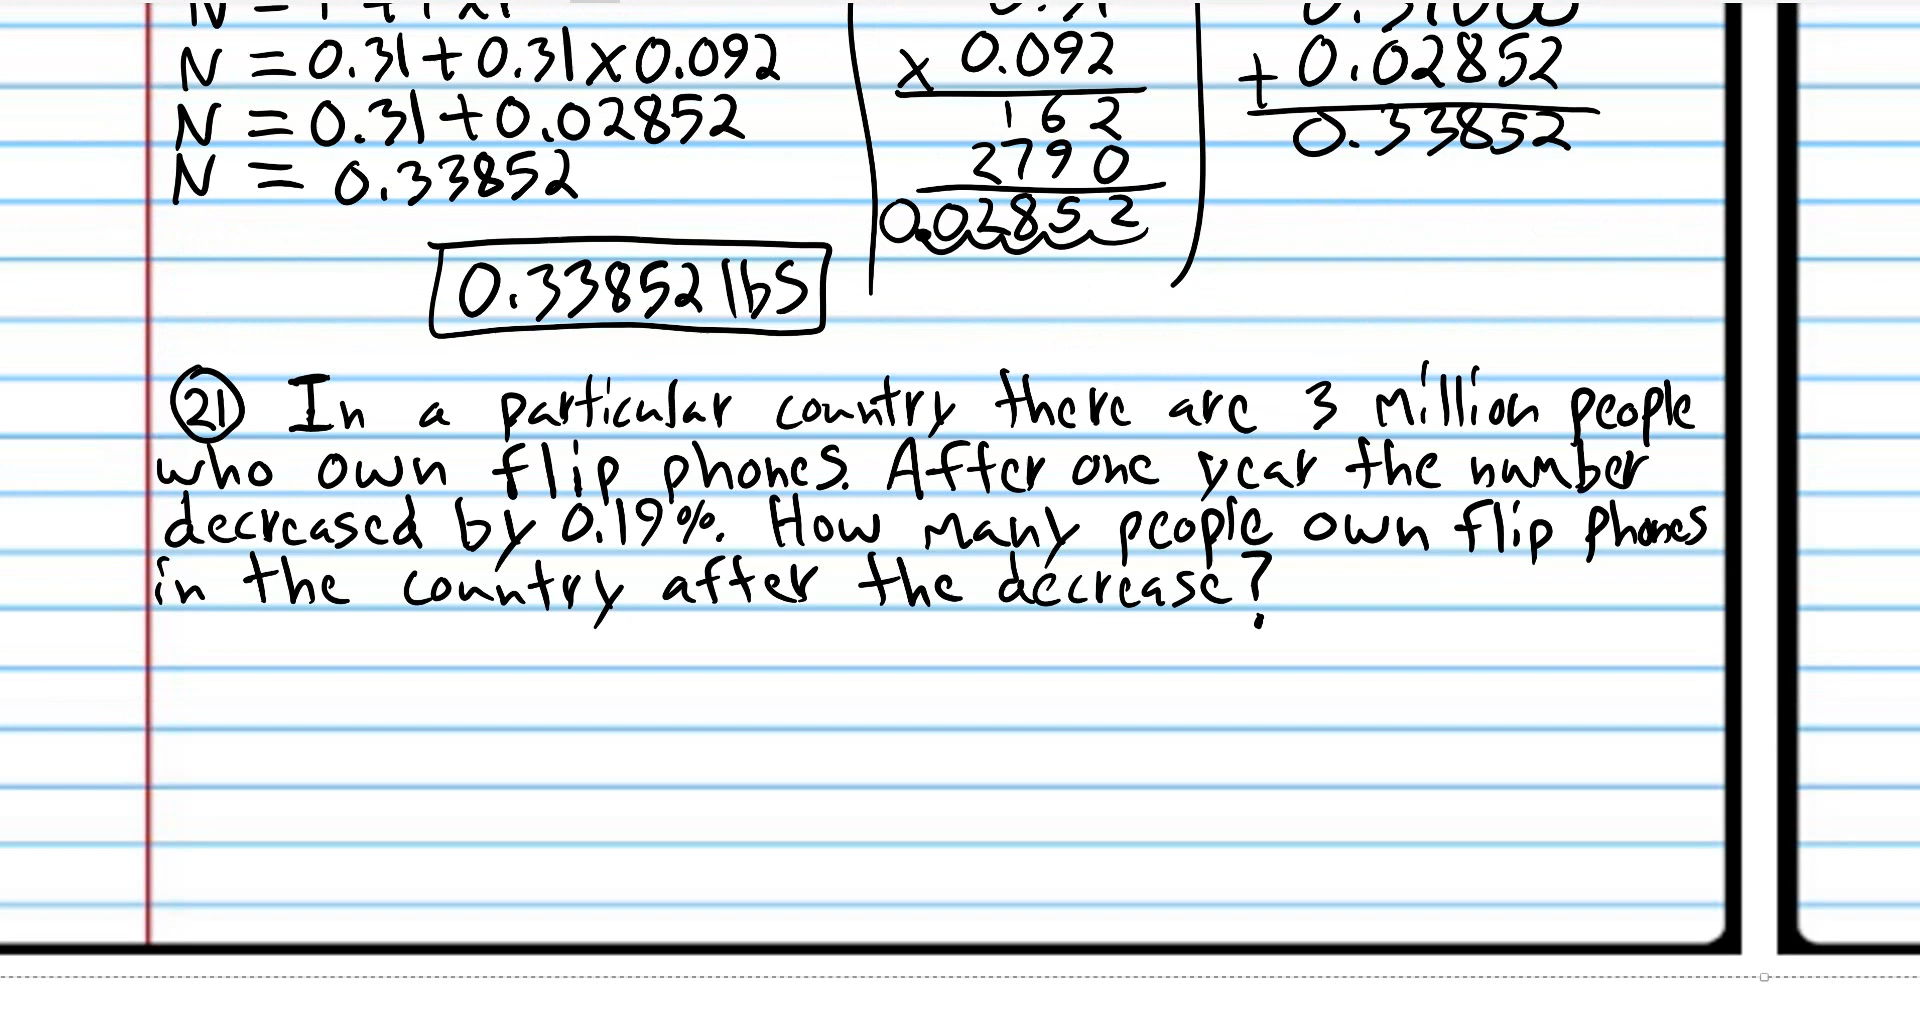 N = 0.31 + 0.31 x 0.092
N = 0.31 + 0.02852
N = 0.33852
0.33852 lbs
x 0.092
162
2790
0.02852
+ 0.02852
0.33852
21 In a particular country there are 3 million people
who own flip phones. After one year the number
decreased by 0.19%. How many people own flip phones
in the country after the decrease?